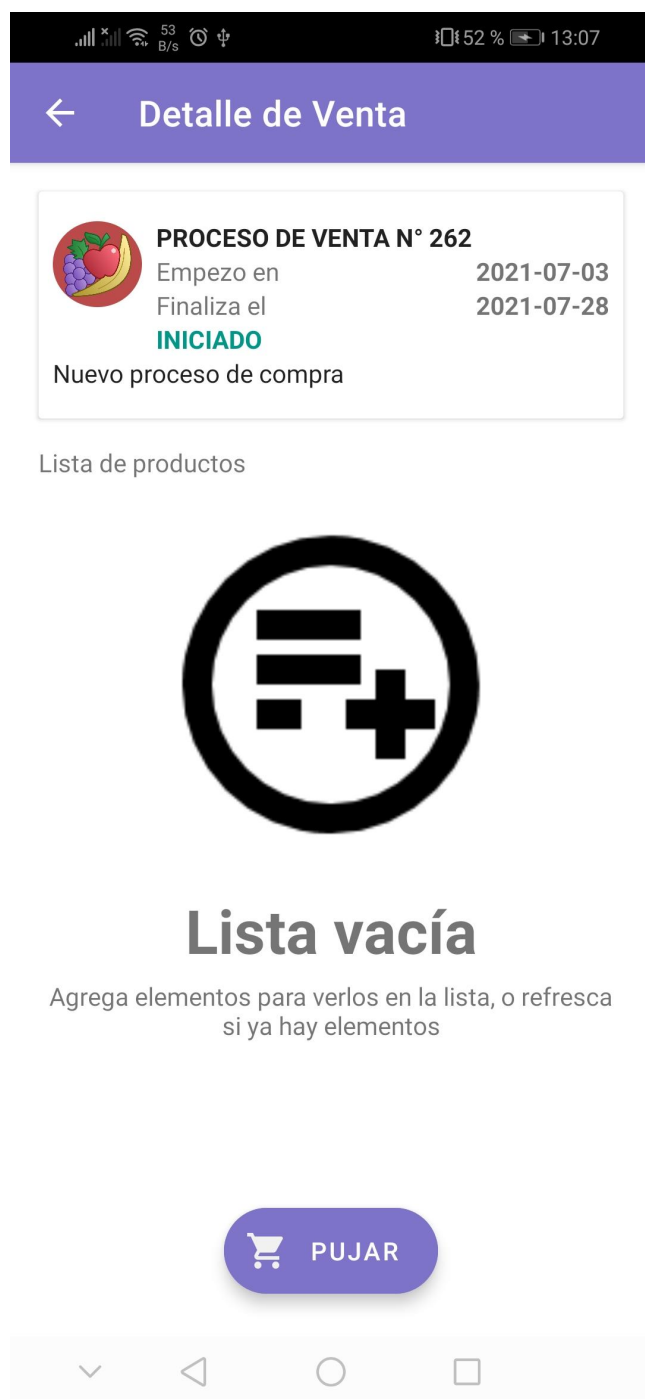 53
B/s
52 %
13:07
Detalle de Venta
PROCESO DE VENTA N° 262
Empezo en 2021-07-03
Finaliza el 2021-07-28
INICIADO
Nuevo proceso de compra
Lista de productos
Lista vacía
Agrega elementos para verlos en la lista, o refresca
si ya hay elementos
PUJAR